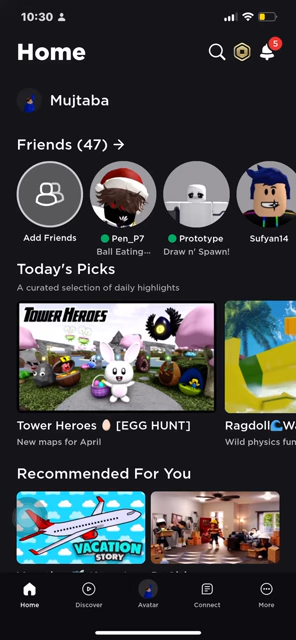 10:30
Home
5
Mujtaba
Friends (47) →
Add Friends
Pen_P7
Ball Eating...
Prototype
Draw n' Spawn!
Sufyan14
Today's Picks
A curated selection of daily highlights
TOWER HEROES
Tower Heroes 🥚 [EGG HUNT]
New maps for April
Ragdoll🌊Wa
Wild physics fun
Recommended For You
VACATION
STORY
Home
Discover
Avatar
Connect
More